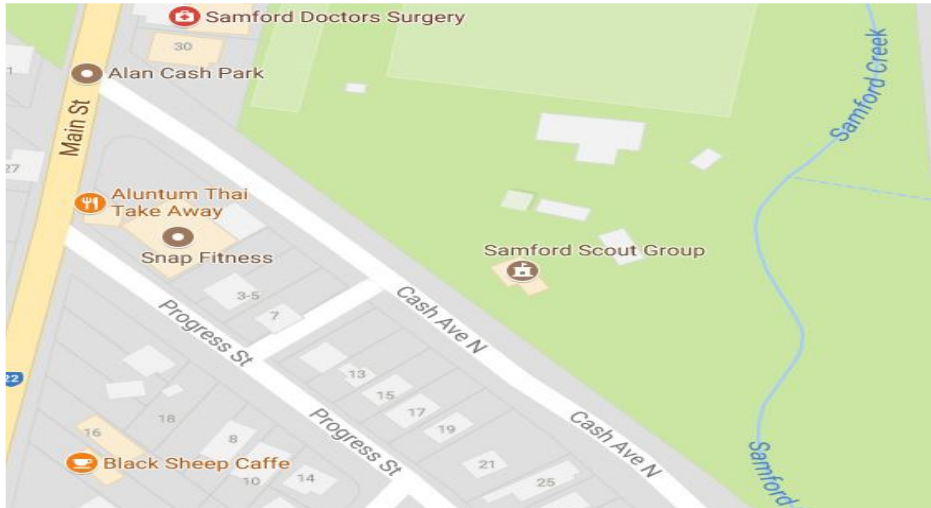 Samford Doctors Surgery
30
Alan Cash Park
Samford Creek
Main St
27
Aluntum Thai
Take Away
Snap Fitness
Samford Scout Group
3-5
7
Cash Ave N
Progress St
22
13
15
17
19
Cash Ave N
16
18
8
Progress St
21
Black Sheep Caffe
10
14
25
Samford